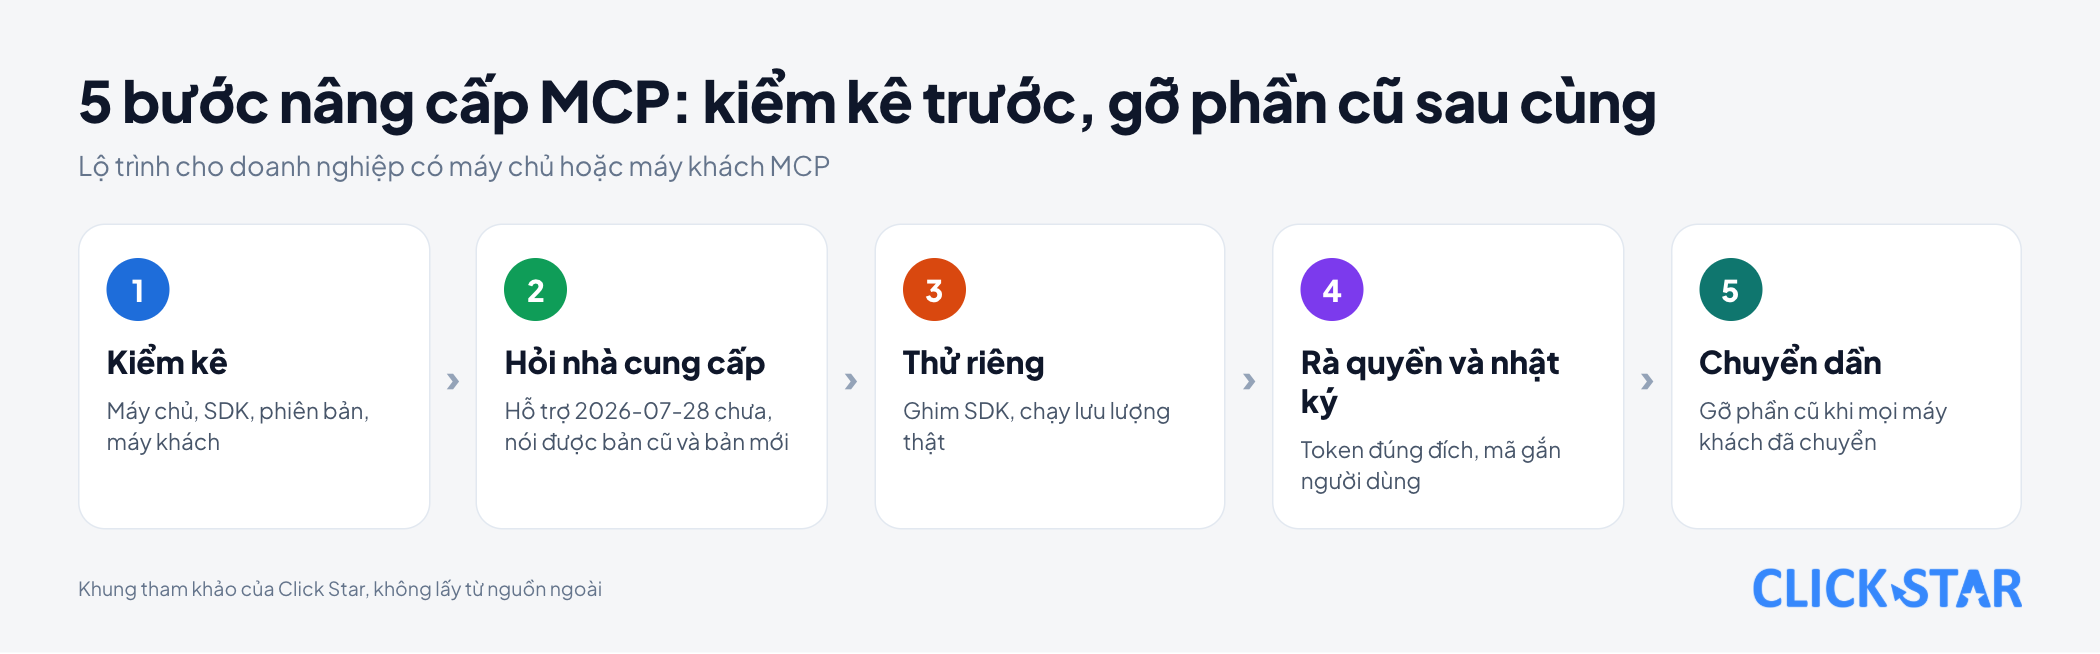 5 bước nâng cấp MCP: kiểm kê trước, gỡ phần cũ sau cùng
Lộ trình cho doanh nghiệp có máy chủ hoặc máy khách MCP
1
Kiểm kê
Máy chủ, SDK, phiên bản,
máy khách
›
2
Hỏi nhà cung cấp
Hỗ trợ 2026-07-28 chưa,
nói được bản cũ và bản mới
›
3
Thử riêng
Ghim SDK, chạy lưu lượng
thật
›
4
Rà quyền và nhật
ký
Token đúng đích, mã gắn
người dùng
›
5
Chuyển dần
Gỡ phần cũ khi mọi máy
khách đã chuyển
Khung tham khảo của Click Star, không lấy từ nguồn ngoài
CLICK STAR